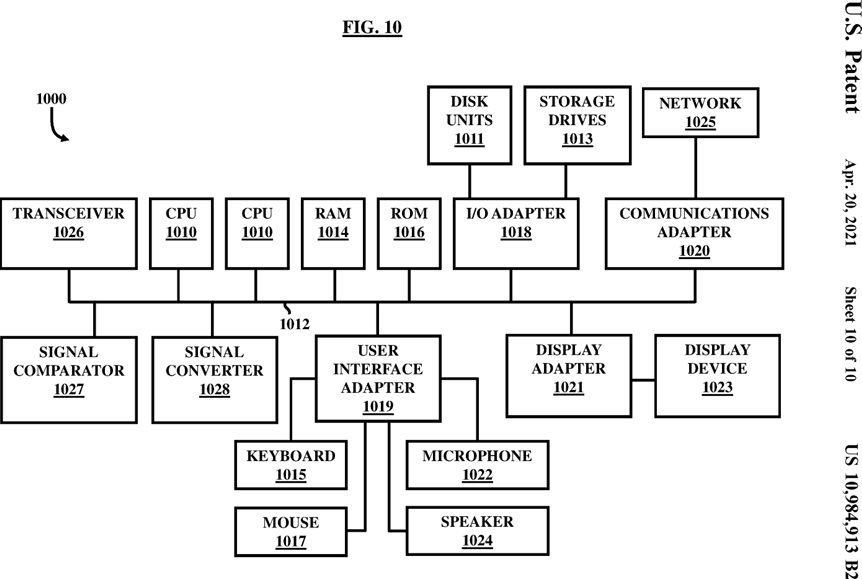 FIG. 10
1000
DISK
UNITS
1011
STORAGE
DRIVES
1013
NETWORK
1025
TRANSCEIVER
1026
CPU
1010
CPU
1010
RAM
1014
ROM
1016
I/O ADAPTER
1018
COMMUNICATIONS
ADAPTER
1020
1012
SIGNAL
COMPARATOR
1027
SIGNAL
CONVERTER
1028
USER
INTERFACE
ADAPTER
1019
DISPLAY
ADAPTER
1021
DISPLAY
DEVICE
1023
KEYBOARD
1015
MICROPHONE
1022
MOUSE
1017
SPEAKER
1024
U.S. Patent
Apr. 20, 2021
Sheet 10 of 10
US 10,984,913 B2